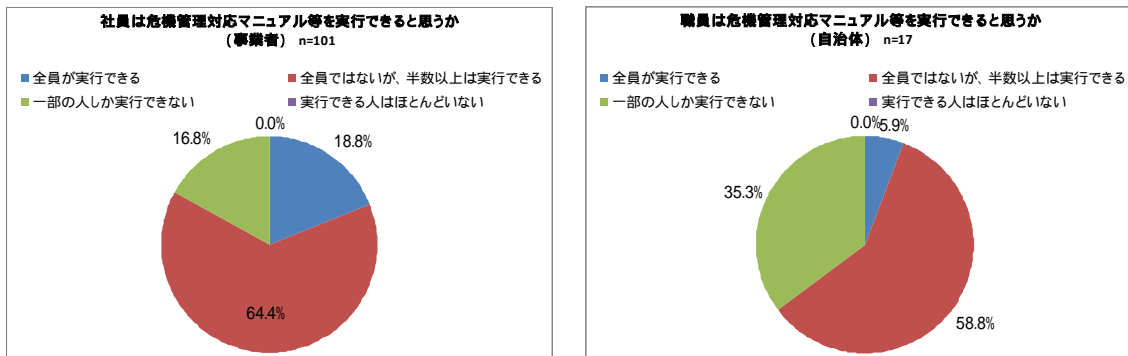 社員は危機管理対応マニュアル等を実行できると思うか
(事業者) n=101
全員が実行できる
全員ではないが、半数以上は実行できる
一部の人しか実行できない
実行できる人はほとんどいない
0.0%
16.8%
18.8%
64.4%
職員は危機管理対応マニュアル等を実行できると思うか
(自治体) n=17
全員が実行できる
全員ではないが、半数以上は実行できる
一部の人しか実行できない
実行できる人はほとんどいない
0.0%
5.9%
35.3%
58.8%